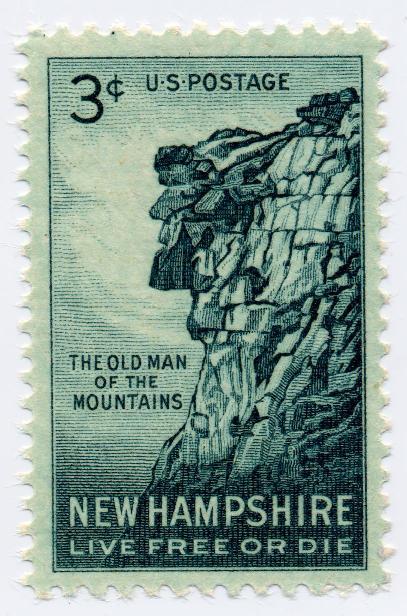 3¢ U.S. POSTAGE
THE OLD MAN
OF THE
MOUNTAINS
NEW HAMPSHIRE
LIVE FREE OR DIE